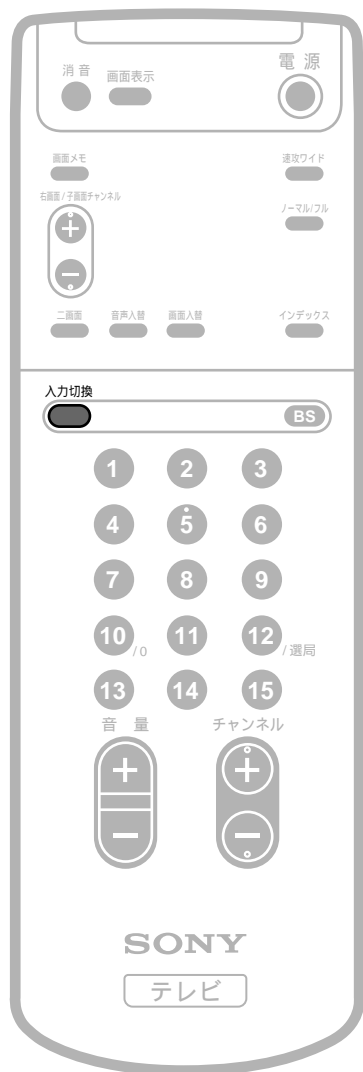 消音 画面表示 電源
画面メモ 速攻ワイド
右画面/子画面チャンネル ノーマル/フル
+
−
二画面 音声入替 画面入替 インデックス
入力切換
BS
1 2 3
4 5 6
7 8 9
10/0 11 12/選局
13 14 15
音量 チャンネル
+ +
− −
SONY
テレビ